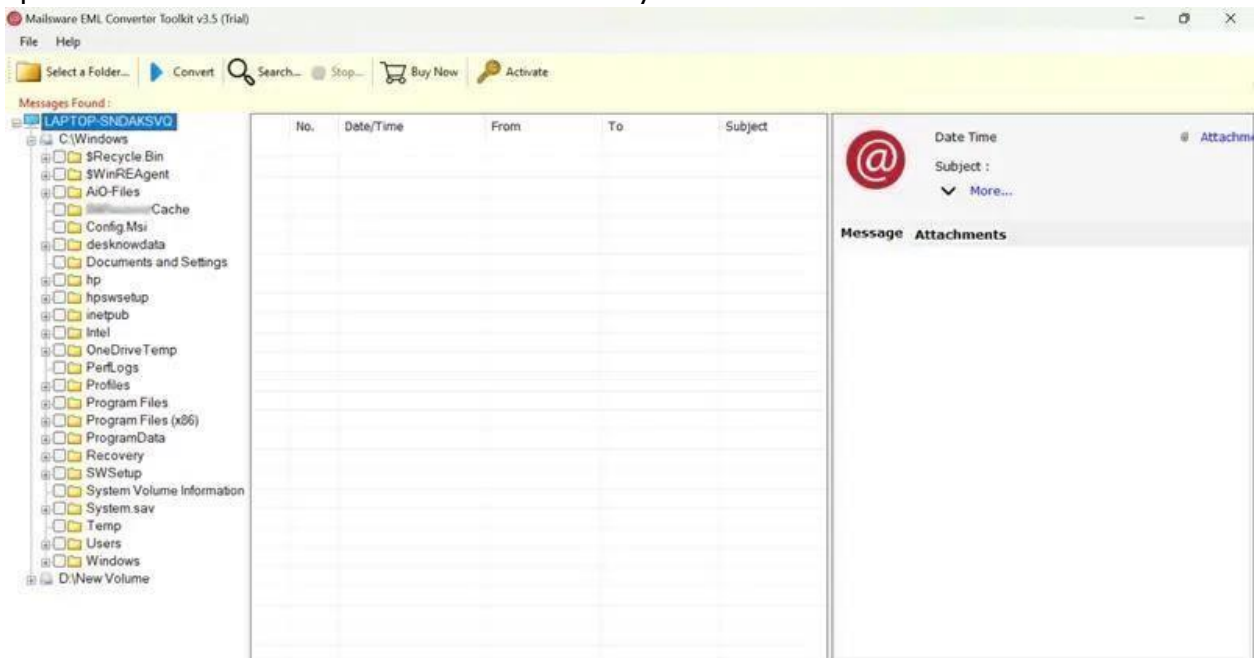 Mailsware EML Converter Toolkit v3.5 (Trial)
File Help
Select a Folder... Convert Search... Stop... Buy Now Activate
Messages Found :
LAPTOP-SNDAKSVQ
C:\Windows
$Recycle.Bin
$WinREAgent
AiO-Files
Cache
Config.Msi
desknowdata
Documents and Settings
hp
hpswsetup
inetpub
Intel
OneDriveTemp
PerfLogs
Profiles
Program Files
Program Files (x86)
ProgramData
Recovery
SWSetup
System Volume Information
System.sav
Temp
Users
Windows
D:\New Volume
No. Date/Time From To Subject
Date Time Attachme
Subject :
More...
Message Attachments